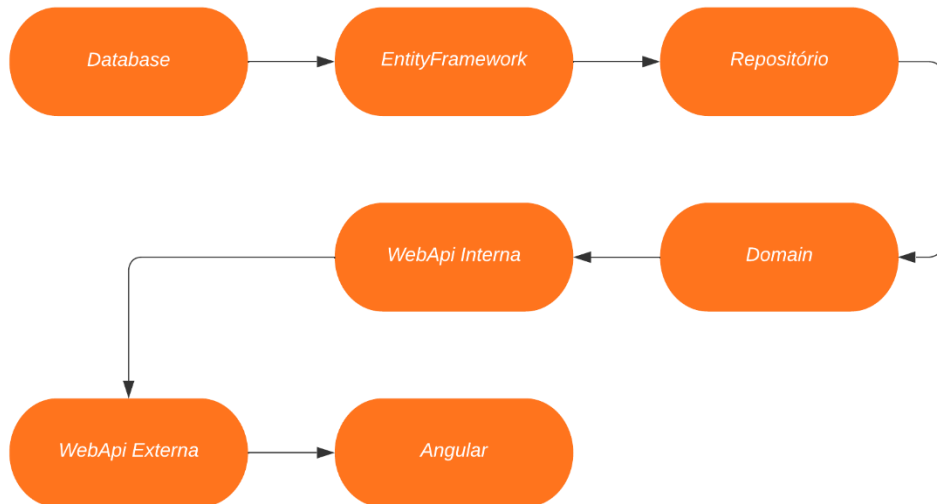 Database
EntityFramework
Repositório
Domain
WebApi Interna
WebApi Externa
Angular